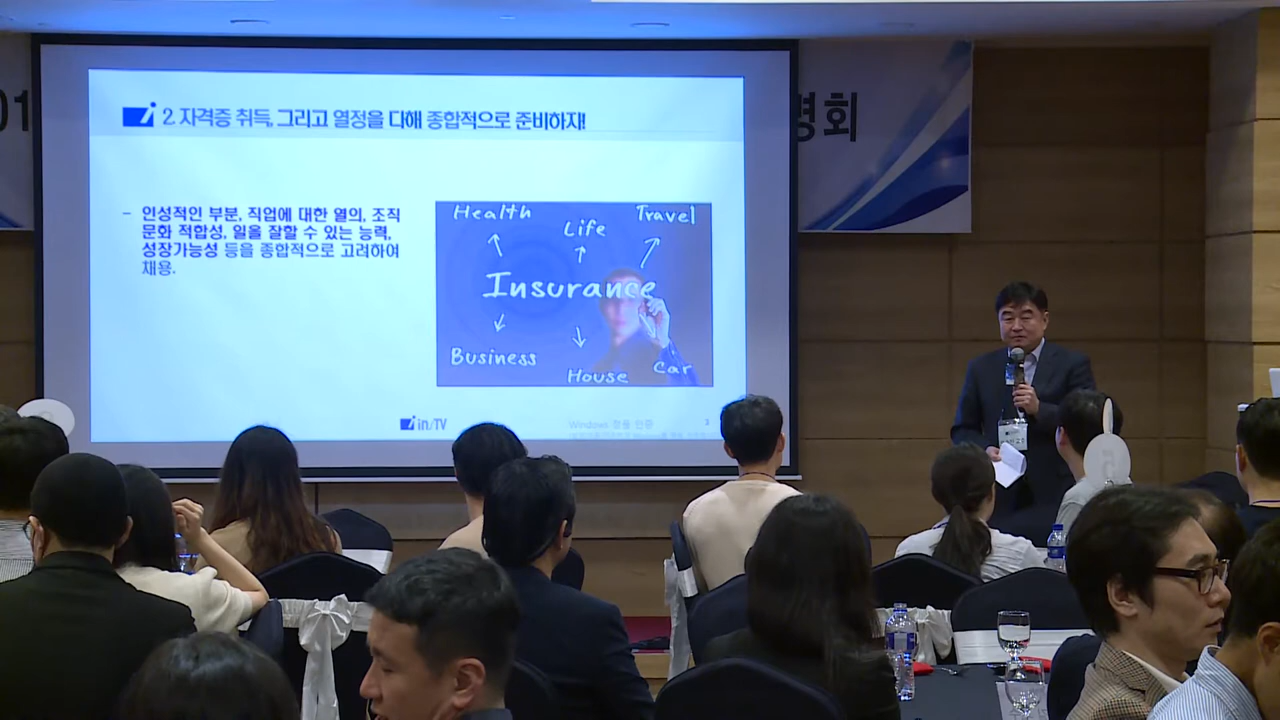 01
명회
2. 자격증 취득, 그리고 열정을 다해 종합적으로 준비하자!
- 인성적인 부분, 직업에 대한 열의, 조직
문화 적합성, 일을 잘할 수 있는 능력,
성장가능성 등을 종합적으로 고려하여
채용.
Health
Life
Travel
Insurance
Business
House
Car
in/TV
Windows 정품 인증
3